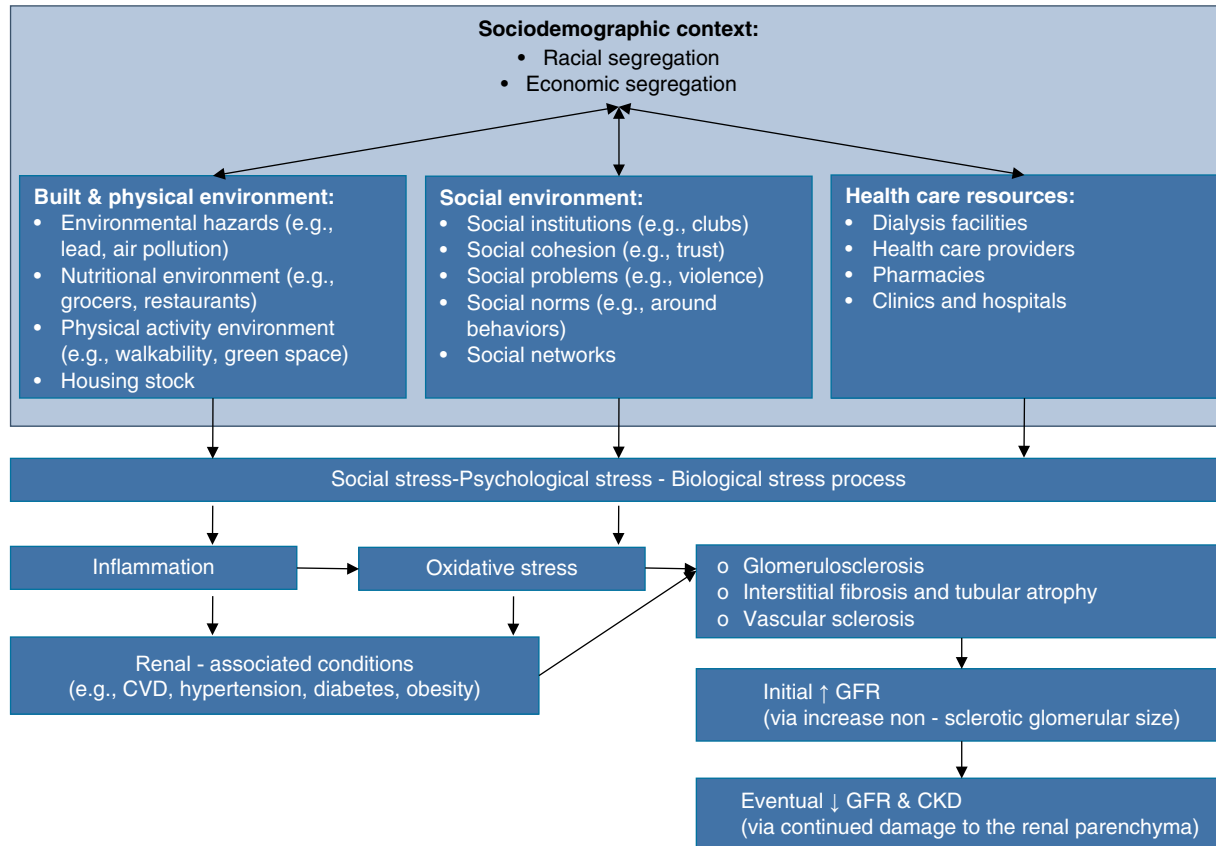 Sociodemographic context:
• Racial segregation
• Economic segregation
Built & physical environment:
• Environmental hazards (e.g.,
lead, air pollution)
• Nutritional environment (e.g.,
grocers, restaurants)
• Physical activity environment
(e.g., walkability, green space)
• Housing stock
Social environment:
• Social institutions (e.g., clubs)
• Social cohesion (e.g., trust)
• Social problems (e.g., violence)
• Social norms (e.g., around
behaviors)
• Social networks
Health care resources:
• Dialysis facilities
• Health care providers
• Pharmacies
• Clinics and hospitals
Social stress-Psychological stress - Biological stress process
Inflammation
Oxidative stress
o Glomerulosclerosis
o Interstitial fibrosis and tubular atrophy
o Vascular sclerosis
Renal - associated conditions
(e.g., CVD, hypertension, diabetes, obesity)
Initial ↑ GFR
(via increase non - sclerotic glomerular size)
Eventual ↓ GFR & CKD
(via continued damage to the renal parenchyma)